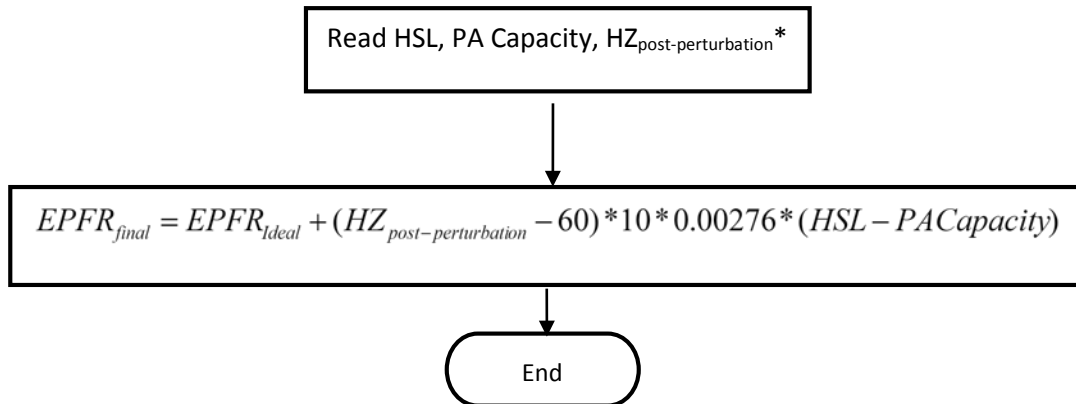 Read HSL, PA Capacity, HZpost-perturbation*
EPFRfinal = EPFRIdeal + (HZpost−perturbation − 60) * 10 * 0.00276 * (HSL − PACapacity)
End